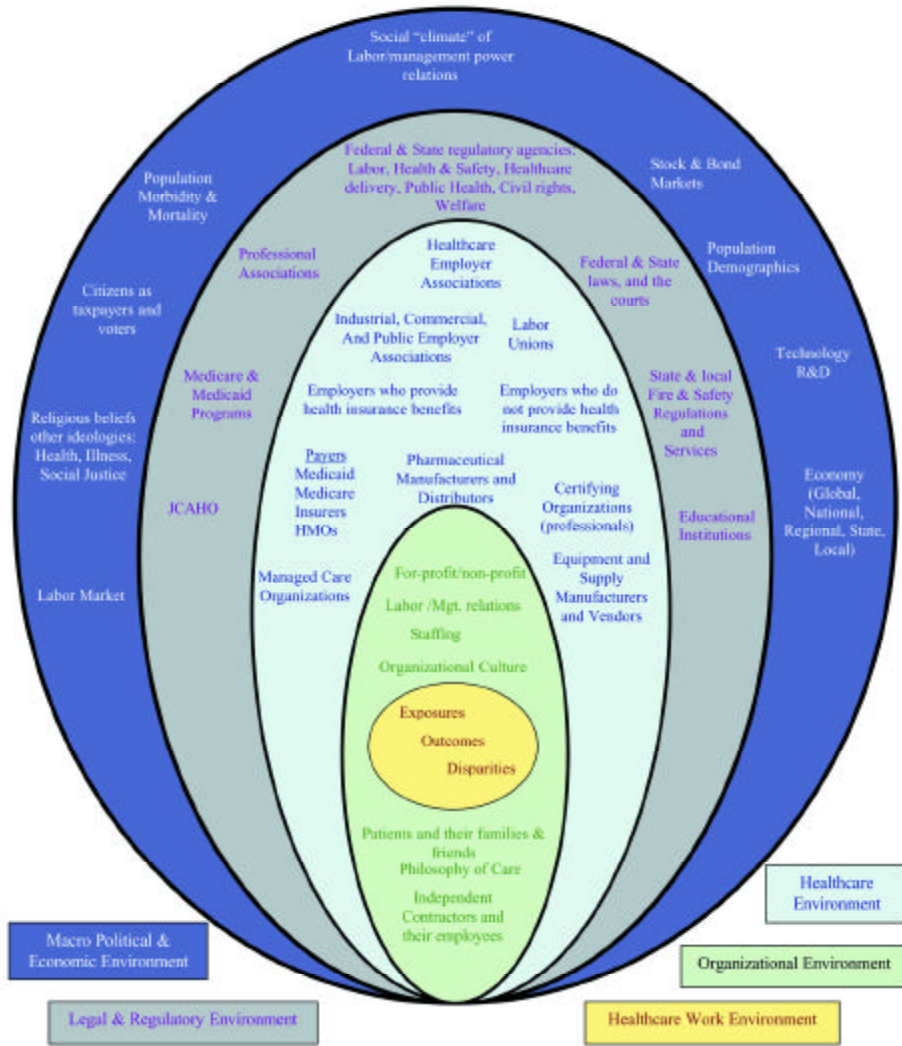 Social “climate” of
Labor/management power
relations
Federal & State regulatory agencies:
Labor, Health & Safety, Healthcare
delivery, Public Health, Civil rights,
Welfare
Stock & Bond
Markets
Population
Morbidity &
Mortality
Professional
Associations
Healthcare
Employer
Associations
Federal & State
laws, and the
courts
Population
Demographics
Citizens as
taxpayers and
voters
Industrial, Commercial,
And Public Employer
Associations
Labor
Unions
Technology
R&D
Medicare &
Medicaid
Programs
Employers who provide
health insurance benefits
Employers who do
not provide health
insurance benefits
State & local
Fire & Safety
Regulations
and
Services
Religious beliefs
other ideologies:
Health, Illness,
Social Justice
Payers
Medicaid
Medicare
Insurers
HMOs
Pharmaceutical
Manufacturers and
Distributors
Certifying
Organizations
(professionals)
Economy
(Global,
National,
Regional, State,
Local)
JCAHO
Educational
Institutions
Labor Market
Managed Care
Organizations
For-profit/non-profit
Equipment and
Supply
Manufacturers
and Vendors
Labor /Mgt. relations
Staffing
Organizational Culture
Exposures
Outcomes
Disparities
Patients and their families &
friends
Philosophy of Care
Independent
Contractors and
their employees
Healthcare
Environment
Macro Political &
Economic Environment
Organizational Environment
Legal & Regulatory Environment
Healthcare Work Environment